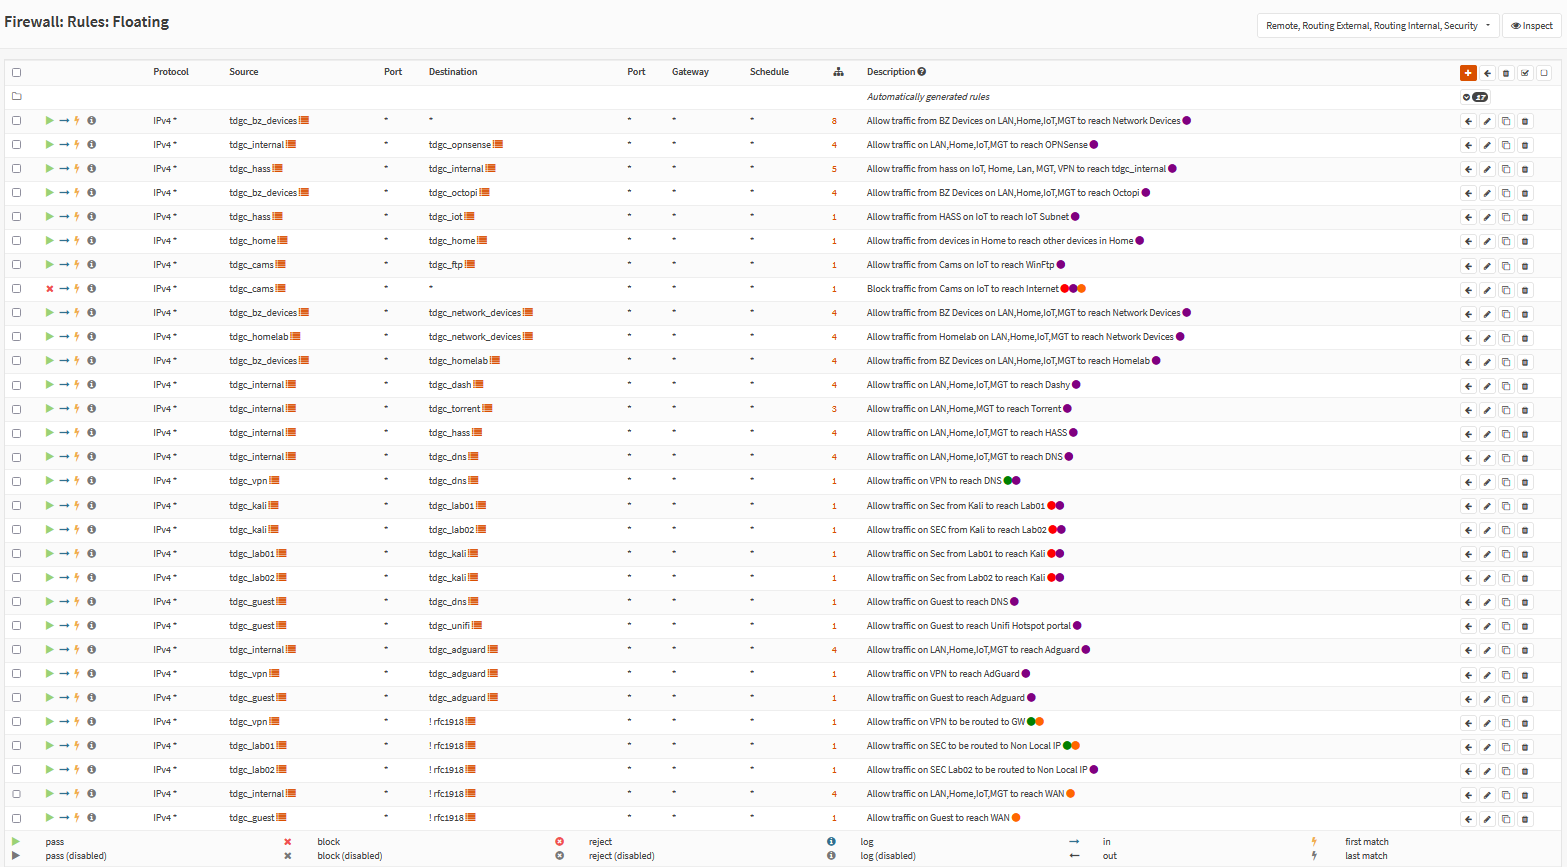 Firewall: Rules: Floating
Remote, Routing External, Routing Internal, Security
Inspect
Protocol Source Port Destination Port Gateway Schedule Description
Automatically generated rules 17
IPv4 * tdgc_bz_devices * * * * * 8 Allow traffic from BZ Devices on LAN,Home,IoT,MGT to reach Network Devices
IPv4 * tdgc_internal * tdgc_opnsense * * * 4 Allow traffic on LAN,Home,IoT,MGT to reach OPNSense
IPv4 * tdgc_hass * tdgc_internal * * * 5 Allow traffic from hass on IoT, Home, Lan, MGT, VPN to reach tdgc_internal
IPv4 * tdgc_bz_devices * tdgc_octopi * * * 4 Allow traffic from BZ Devices on LAN,Home,IoT,MGT to reach Octopi
IPv4 * tdgc_hass * tdgc_iot * * * 1 Allow traffic from HASS on IoT to reach IoT Subnet
IPv4 * tdgc_home * tdgc_home * * * 1 Allow traffic from devices in Home to reach other devices in Home
IPv4 * tdgc_cams * tdgc_ftp * * * 1 Allow traffic from Cams on IoT to reach WinFtp
IPv4 * tdgc_cams * * * * * 1 Block traffic from Cams on IoT to reach Internet
IPv4 * tdgc_bz_devices * tdgc_network_devices * * * 4 Allow traffic from BZ Devices on LAN,Home,IoT,MGT to reach Network Devices
IPv4 * tdgc_homelab * tdgc_network_devices * * * 4 Allow traffic from Homelab on LAN,Home,IoT,MGT to reach Network Devices
IPv4 * tdgc_bz_devices * tdgc_homelab * * * 4 Allow traffic from BZ Devices on LAN,Home,IoT,MGT to reach Homelab
IPv4 * tdgc_internal * tdgc_dash * * * 4 Allow traffic on LAN,Home,IoT,MGT to reach Dashy
IPv4 * tdgc_internal * tdgc_torrent * * * 3 Allow traffic on LAN,Home,MGT to reach Torrent
IPv4 * tdgc_internal * tdgc_hass * * * 4 Allow traffic on LAN,Home,IoT,MGT to reach HASS
IPv4 * tdgc_internal * tdgc_dns * * * 4 Allow traffic on LAN,Home,IoT,MGT to reach DNS
IPv4 * tdgc_vpn * tdgc_dns * * * 1 Allow traffic on VPN to reach DNS
IPv4 * tdgc_kali * tdgc_lab01 * * * 1 Allow traffic on Sec from Kali to reach Lab01
IPv4 * tdgc_kali * tdgc_lab02 * * * 1 Allow traffic on SEC from Kali to reach Lab02
IPv4 * tdgc_lab01 * tdgc_kali * * * 1 Allow traffic on Sec from Lab01 to reach Kali
IPv4 * tdgc_lab02 * tdgc_kali * * * 1 Allow traffic on Sec from Lab02 to reach Kali
IPv4 * tdgc_guest * tdgc_dns * * * 1 Allow traffic on Guest to reach DNS
IPv4 * tdgc_guest * tdgc_unifi * * * 1 Allow traffic on Guest to reach Unifi Hotspot portal
IPv4 * tdgc_internal * tdgc_adguard * * * 4 Allow traffic on LAN,Home,IoT,MGT to reach Adguard
IPv4 * tdgc_vpn * tdgc_adguard * * * 1 Allow traffic on VPN to reach AdGuard
IPv4 * tdgc_guest * tdgc_adguard * * * 1 Allow traffic on Guest to reach Adguard
IPv4 * tdgc_vpn * ! rfc1918 * * * 1 Allow traffic on VPN to be routed to GW
IPv4 * tdgc_lab01 * ! rfc1918 * * * 1 Allow traffic on SEC to be routed to Non Local IP
IPv4 * tdgc_lab02 * ! rfc1918 * * * 1 Allow traffic on SEC Lab02 to be routed to Non Local IP
IPv4 * tdgc_internal * ! rfc1918 * * * 4 Allow traffic on LAN,Home,IoT,MGT to reach WAN
IPv4 * tdgc_guest * ! rfc1918 * * * 1 Allow traffic on Guest to reach WAN
pass block reject log in first match
pass (disabled) block (disabled) reject (disabled) log (disabled) out last match